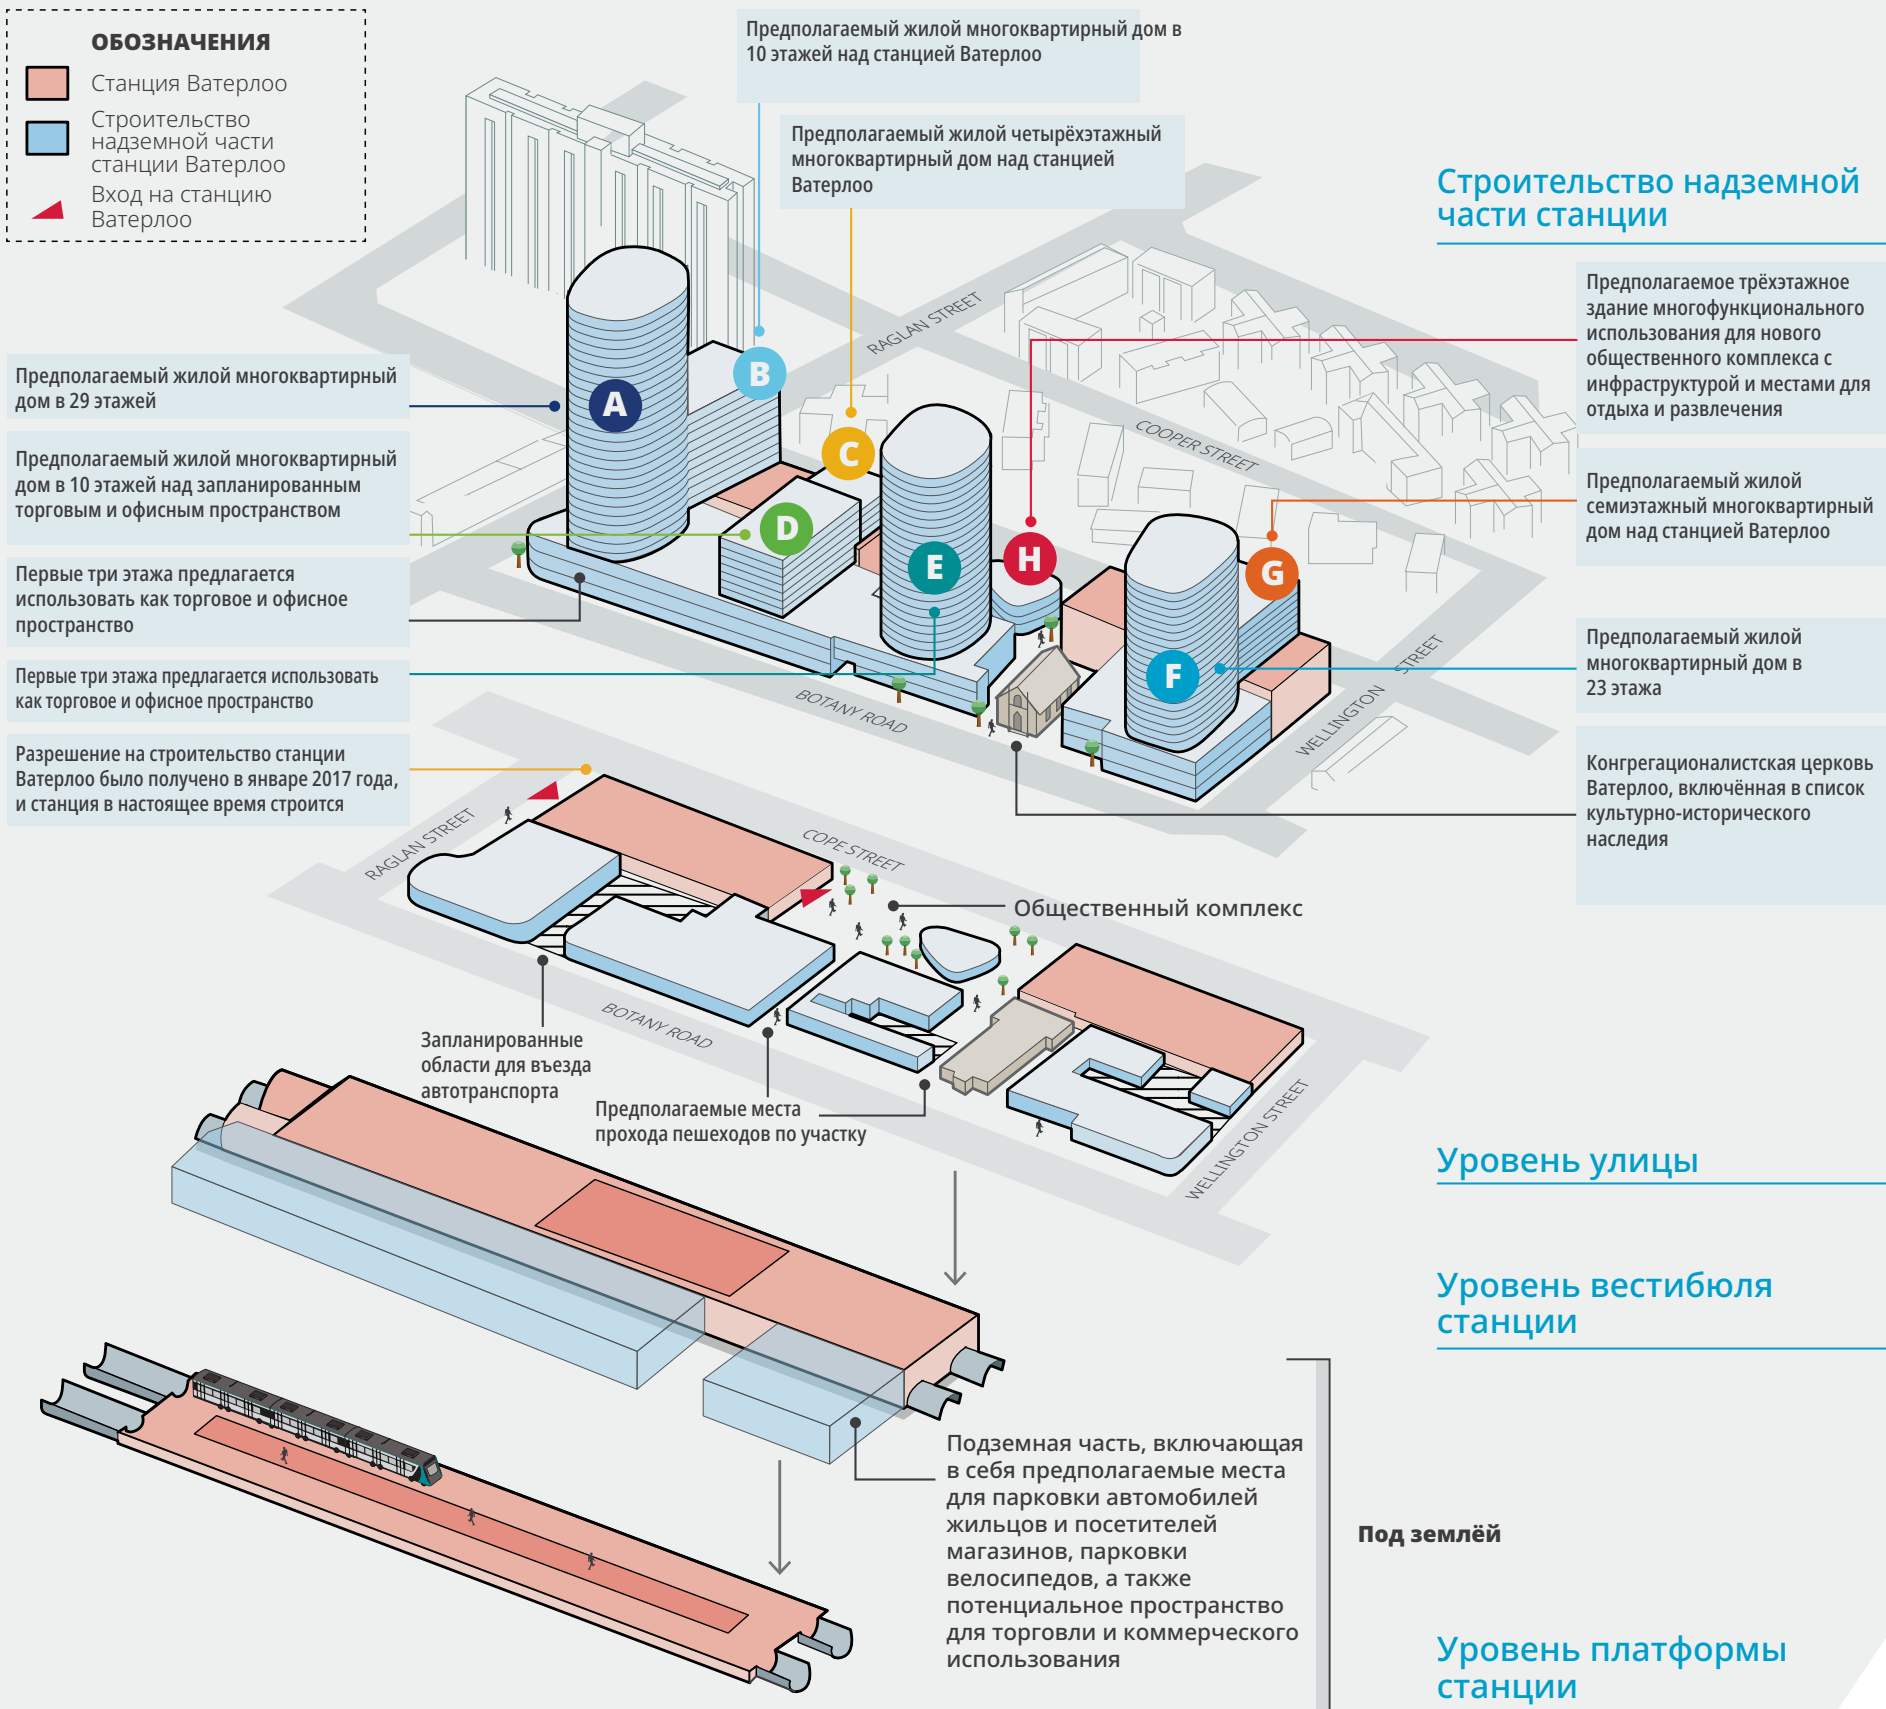 ОБОЗНАЧЕНИЯ
Станция Ватерлоо
Строительство
надземной части
станции Ватерлоо
Вход на станцию
Ватерлоо
Предполагаемый жилой многоквартирный дом в
10 этажей над станцией Ватерлоо
Предполагаемый жилой четырёхэтажный
многоквартирный дом над станцией
Ватерлоо
Строительство надземной
части станции
Предполагаемое трёхэтажное
здание многофункционального
использования для нового
общественного комплекса с
инфраструктурой и местами для
отдыха и развлечения
Предполагаемый жилой
семиэтажный многоквартирный
дом над станцией Ватерлоо
Предполагаемый жилой
многоквартирный дом в
23 этажа
Конгрегационалистская церковь
Ватерлоо, включённая в список
культурно-исторического
наследия
Предполагаемый жилой многоквартирный
дом в 29 этажей
Предполагаемый жилой многоквартирный
дом в 10 этажей над запланированным
торговым и офисным пространством
Первые три этажа предлагается
использовать как торговое и офисное
пространство
Первые три этажа предлагается использовать
как торговое и офисное пространство
Разрешение на строительство станции
Ватерлоо было получено в январе 2017 года,
и станция в настоящее время строится
RAGLAN STREET
COOPER STREET
A
B
C
D
E
H
G
F
BOTANY ROAD
WELLINGTON STREET
RAGLAN STREET
COPE STREET
Общественный комплекс
BOTANY ROAD
WELLINGTON STREET
Запланированные
области для въезда
автотранспорта
Предполагаемые места
прохода пешеходов по участку
Уровень улицы
Уровень вестибюля
станции
Подземная часть, включающая
в себя предполагаемые места
для парковки автомобилей
жильцов и посетителей
магазинов, парковки
велосипедов, а также
потенциальное пространство
для торговли и коммерческого
использования
Под землёй
Уровень платформы
станции